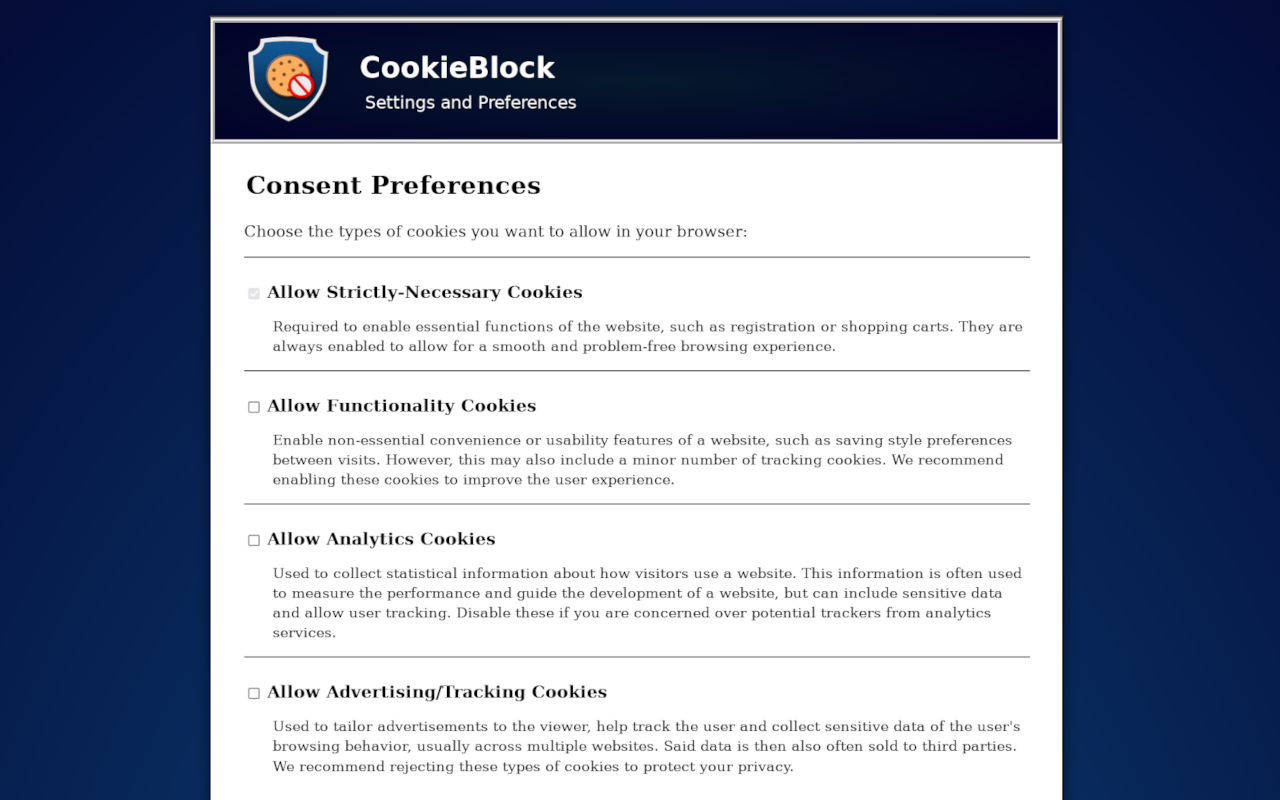 CookieBlock
Settings and Preferences
Consent Preferences
Choose the types of cookies you want to allow in your browser:
Allow Strictly-Necessary Cookies
Required to enable essential functions of the website, such as registration or shopping carts. They are
always enabled to allow for a smooth and problem-free browsing experience.
Allow Functionality Cookies
Enable non-essential convenience or usability features of a website, such as saving style preferences
between visits. However, this may also include a minor number of tracking cookies. We recommend
enabling these cookies to improve the user experience.
Allow Analytics Cookies
Used to collect statistical information about how visitors use a website. This information is often used
to measure the performance and guide the development of a website, but can include sensitive data
and allow user tracking. Disable these if you are concerned over potential trackers from analytics
services.
Allow Advertising/Tracking Cookies
Used to tailor advertisements to the viewer, help track the user and collect sensitive data of the user's
browsing behavior, usually across multiple websites. Said data is then also often sold to third parties.
We recommend rejecting these types of cookies to protect your privacy.